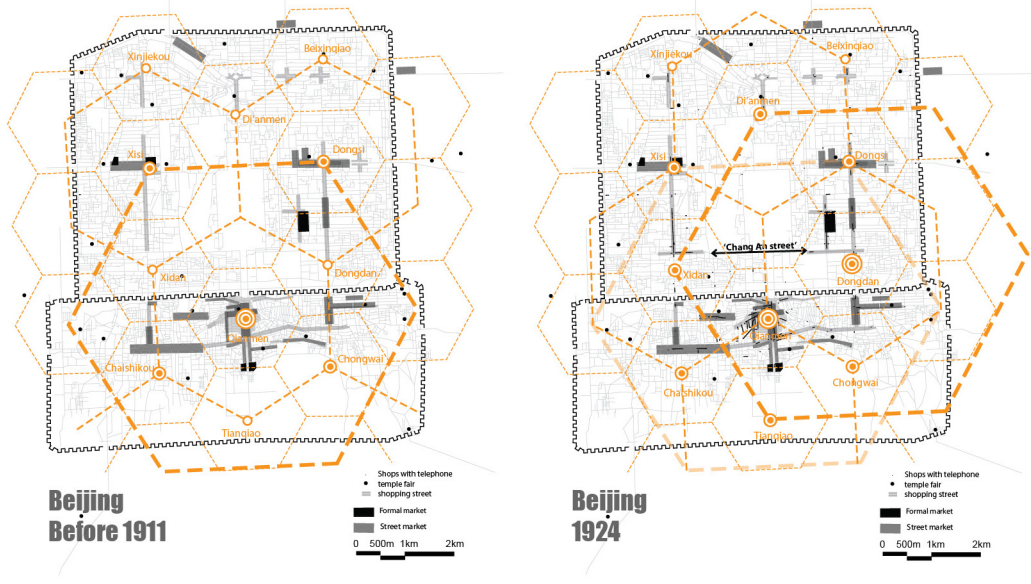 Xinjiekou
Beixinqiao
Di'anmen
Xisi
Dongsi
Xidan
Dongdan
Chaishikou
Chongwai
Tianqiao
Beijing
Before 1911
Shops with telephone
temple fair
shopping street
Formal market
Street market
0 500m 1km 2km
Xinjiekou
Beixinqiao
Di'anmen
Xisi
Dongsi
'Chang An street'
Xidan
Dongdan
Chaishikou
Chongwai
Tianqiao
Beijing
1924
Shops with telephone
temple fair
shopping street
Formal market
Street market
0 500m 1km 2km